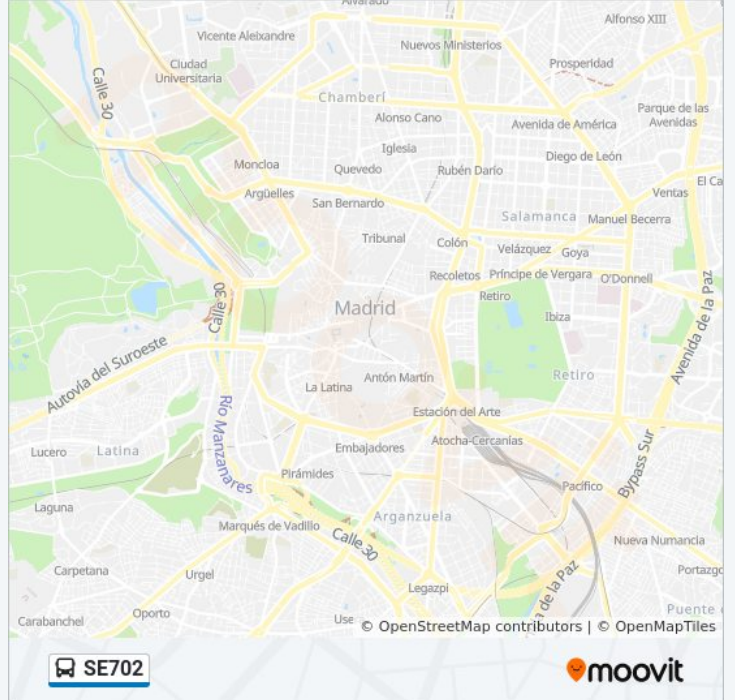 Alvarado
Alfonso XIII
Vicente Aleixandre
Nuevos Ministerios
Ciudad
Universitaria
Prosperidad
Calle 30
Chamberí
Parque de las
Avenidas
Alonso Cano
Avenida de América
Iglesia
Diego de León
Moncloa
Quevedo
Rubén Darío
El Ca
Argüelles
Ventas
San Bernardo
Salamanca
Manuel Becerra
Tribunal
Colón
Velázquez
Goya
Recoletos
Príncipe de Vergara
O'Donnell
Calle 30
Retiro
Madrid
Ibiza
Avenida de la Paz
Autovía del Suroeste
Antón Martín
Retiro
La Latina
Estación del Arte
Río Manzanares
Atocha-Cercanías
Lucero
Latina
Embajadores
Bypass Sur
Pirámides
Pacífico
Laguna
Arganzuela
Marqués de Vadillo
Calle 30
Nueva Numancia
Carpetana
Urgel
Portazgo
a de la Paz
Legazpi
Oporto
Puente
Carabanchel
Use
© OpenStreetMap contributors | © OpenMapTiles
SE702
moovit